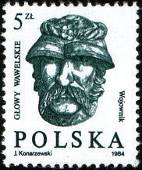 5 ZŁ
GŁOWY WAWELSKIE
Wojownik
POLSKA
J. Konarzewski
1984